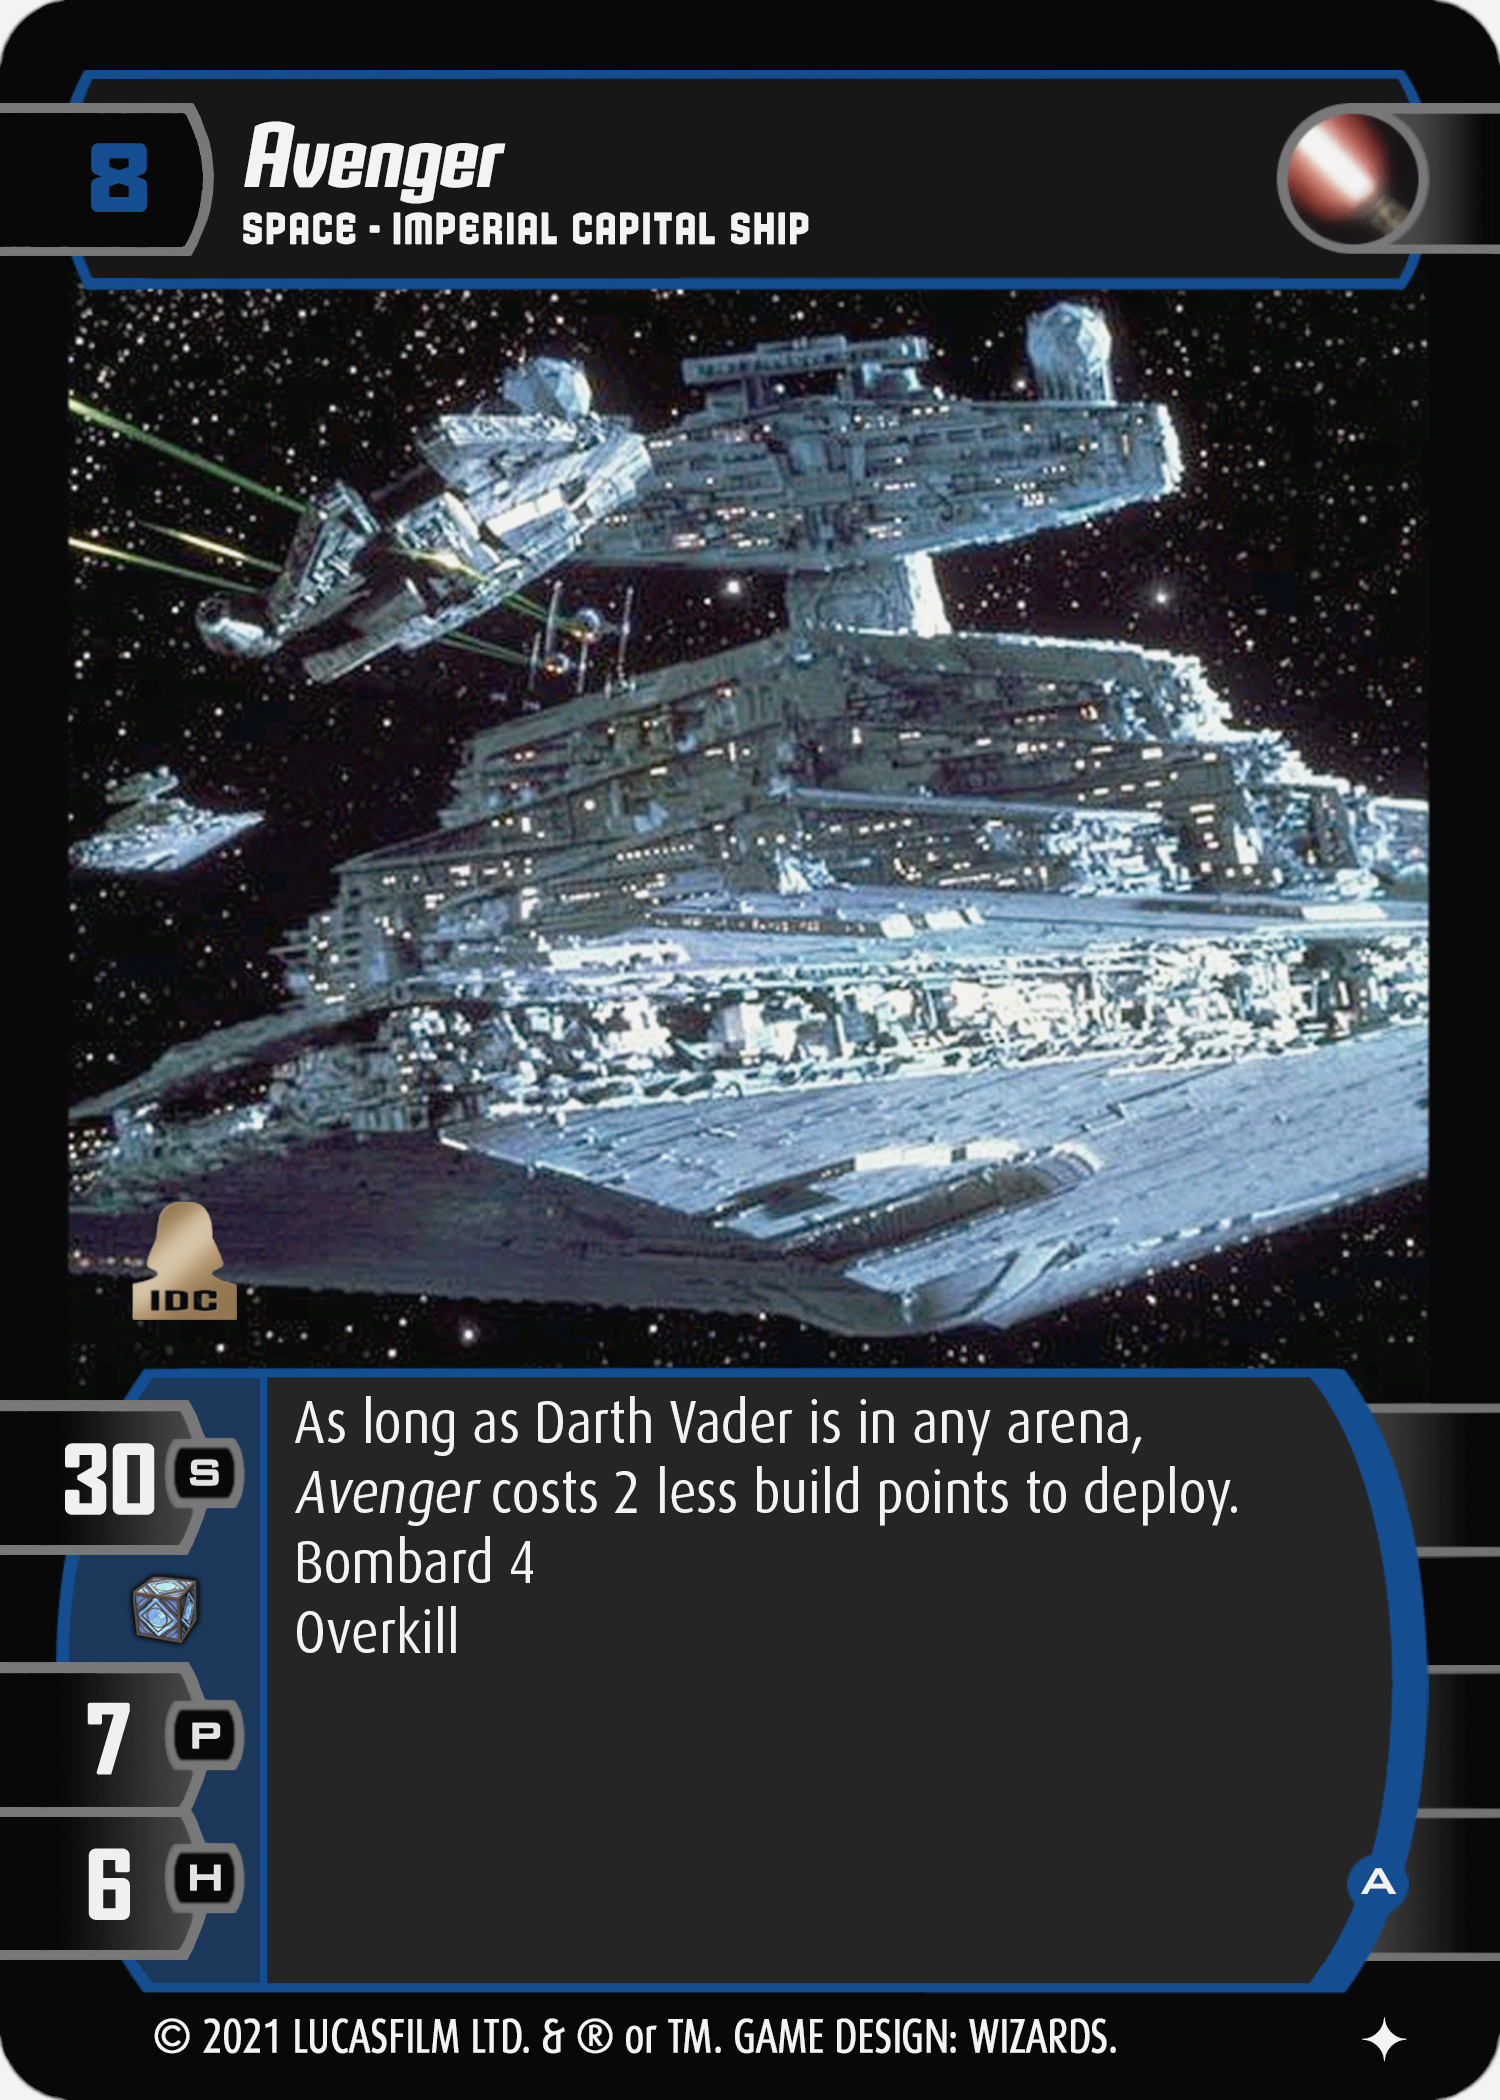 8
Avenger
SPACE - IMPERIAL CAPITAL SHIP
IDC
30 S
As long as Darth Vader is in any arena,
Avenger costs 2 less build points to deploy.
Bombard 4
Overkill
7 P
6 H
A
© 2021 LUCASFILM LTD. & ® or TM. GAME DESIGN: WIZARDS.